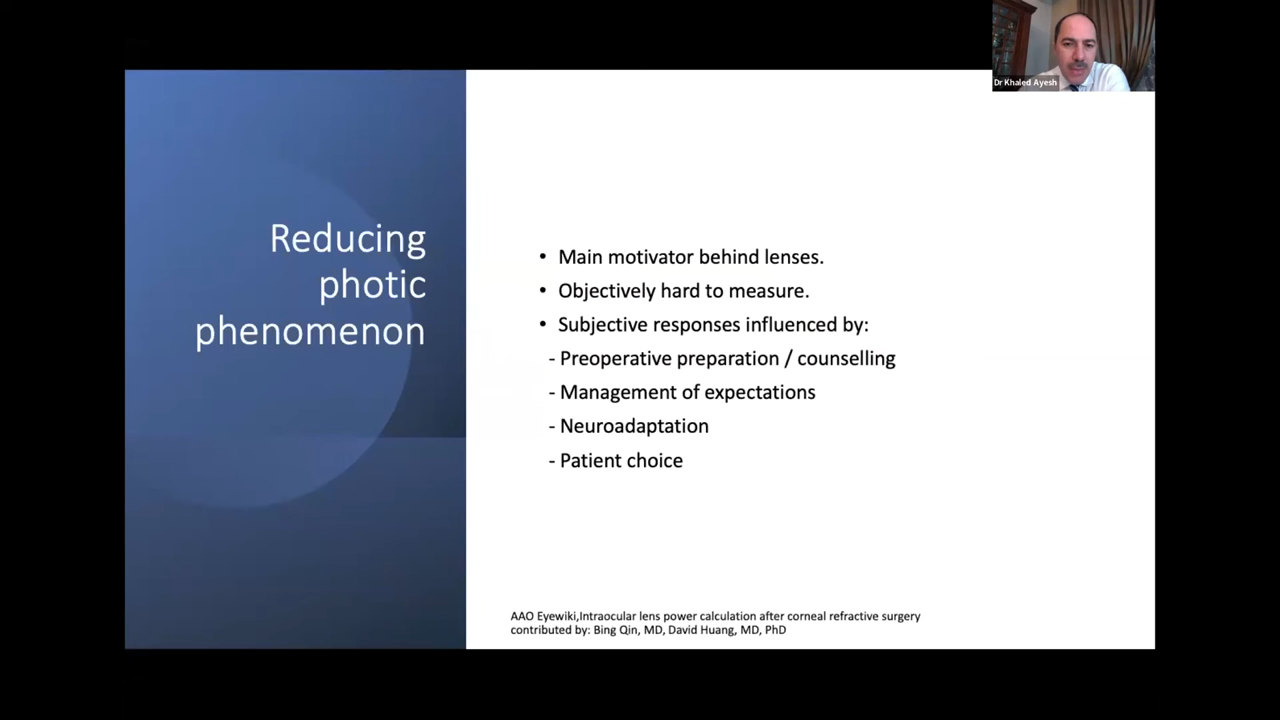 Dr Khaled Ayesh
Reducing
photic
phenomenon
• Main motivator behind lenses.
• Objectively hard to measure.
• Subjective responses influenced by:
- Preoperative preparation / counselling
- Management of expectations
- Neuroadaptation
- Patient choice
AAO Eyewiki,Intraocular lens power calculation after corneal refractive surgery
contributed by: Bing Qin, MD, David Huang, MD, PhD